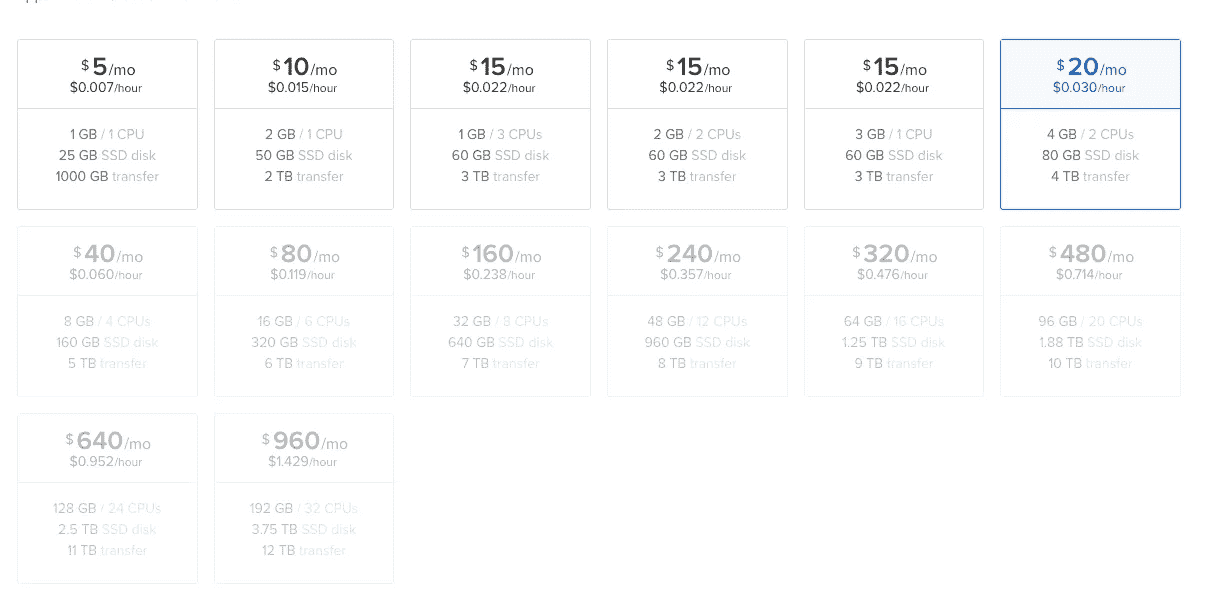 $5/mo
$0.007/hour
1 GB / 1 CPU
25 GB SSD disk
1000 GB transfer
$10/mo
$0.015/hour
2 GB / 1 CPU
50 GB SSD disk
2 TB transfer
$15/mo
$0.022/hour
1 GB / 3 CPUs
60 GB SSD disk
3 TB transfer
$15/mo
$0.022/hour
2 GB / 2 CPUs
60 GB SSD disk
3 TB transfer
$15/mo
$0.022/hour
3 GB / 1 CPU
60 GB SSD disk
3 TB transfer
$20/mo
$0.030/hour
4 GB / 2 CPUs
80 GB SSD disk
4 TB transfer
$40/mo
$0.060/hour
8 GB / 4 CPUs
160 GB SSD disk
5 TB transfer
$80/mo
$0.119/hour
16 GB / 6 CPUs
320 GB SSD disk
6 TB transfer
$160/mo
$0.238/hour
32 GB / 8 CPUs
640 GB SSD disk
7 TB transfer
$240/mo
$0.357/hour
48 GB / 12 CPUs
960 GB SSD disk
8 TB transfer
$320/mo
$0.476/hour
64 GB / 16 CPUs
1.25 TB SSD disk
9 TB transfer
$480/mo
$0.714/hour
96 GB / 20 CPUs
1.88 TB SSD disk
10 TB transfer
$640/mo
$0.952/hour
128 GB / 24 CPUs
2.5 TB SSD disk
11 TB transfer
$960/mo
$1.429/hour
192 GB / 32 CPUs
3.75 TB SSD disk
12 TB transfer